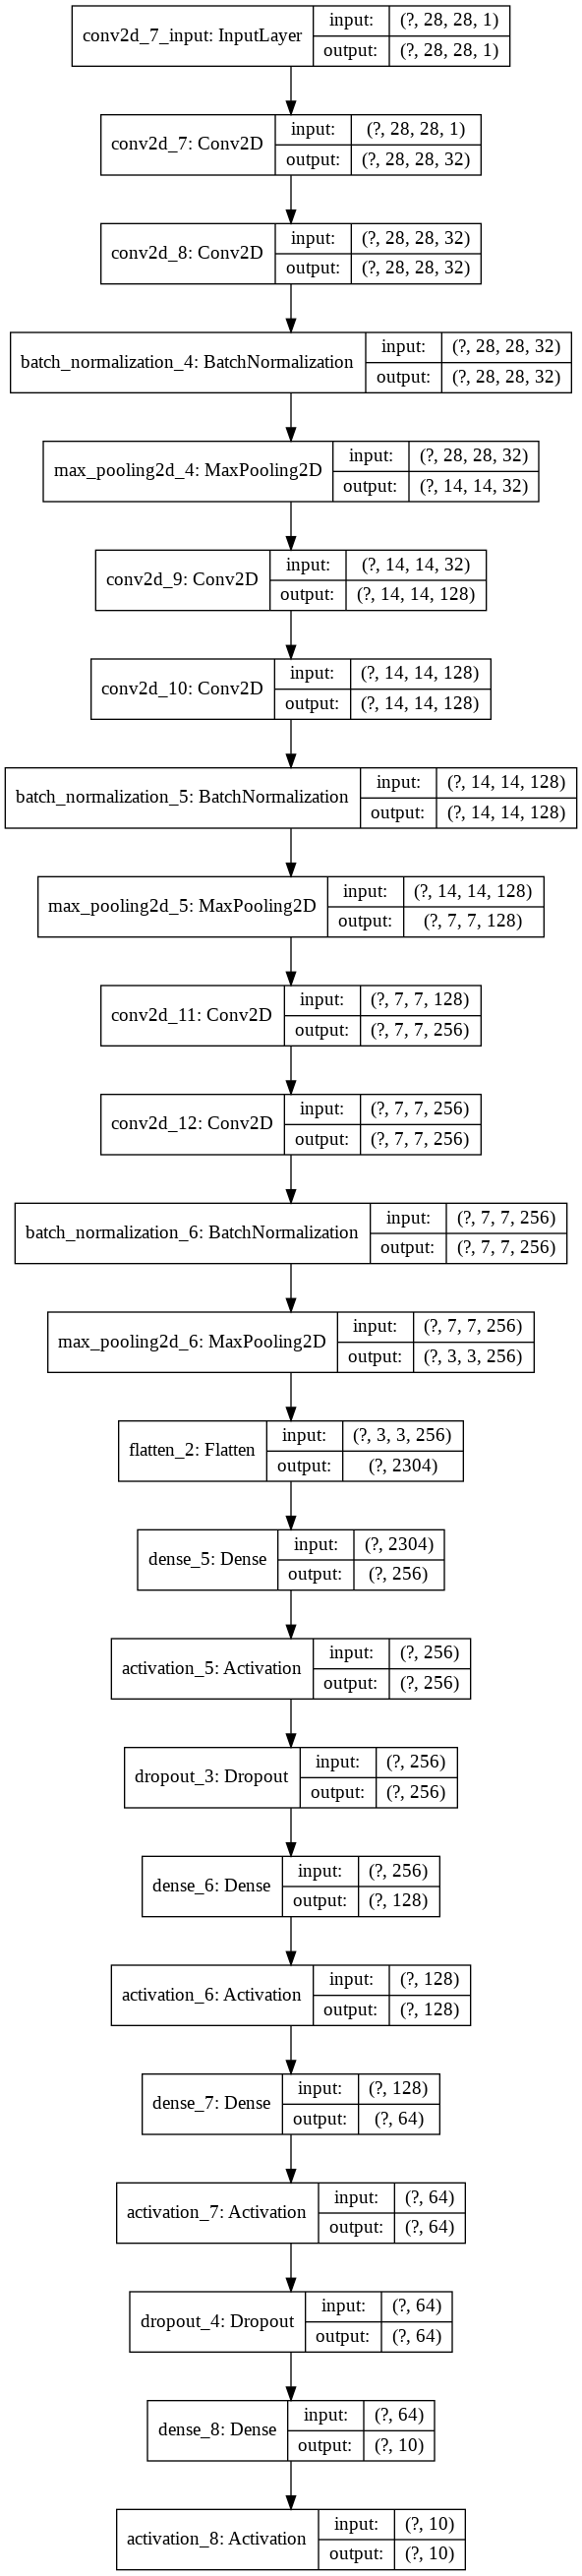 conv2d_7_input: InputLayer
input: (?, 28, 28, 1)
output: (?, 28, 28, 1)
conv2d_7: Conv2D
input: (?, 28, 28, 1)
output: (?, 28, 28, 32)
conv2d_8: Conv2D
input: (?, 28, 28, 32)
output: (?, 28, 28, 32)
batch_normalization_4: BatchNormalization
input: (?, 28, 28, 32)
output: (?, 28, 28, 32)
max_pooling2d_4: MaxPooling2D
input: (?, 28, 28, 32)
output: (?, 14, 14, 32)
conv2d_9: Conv2D
input: (?, 14, 14, 32)
output: (?, 14, 14, 128)
conv2d_10: Conv2D
input: (?, 14, 14, 128)
output: (?, 14, 14, 128)
batch_normalization_5: BatchNormalization
input: (?, 14, 14, 128)
output: (?, 14, 14, 128)
max_pooling2d_5: MaxPooling2D
input: (?, 14, 14, 128)
output: (?, 7, 7, 128)
conv2d_11: Conv2D
input: (?, 7, 7, 128)
output: (?, 7, 7, 256)
conv2d_12: Conv2D
input: (?, 7, 7, 256)
output: (?, 7, 7, 256)
batch_normalization_6: BatchNormalization
input: (?, 7, 7, 256)
output: (?, 7, 7, 256)
max_pooling2d_6: MaxPooling2D
input: (?, 7, 7, 256)
output: (?, 3, 3, 256)
flatten_2: Flatten
input: (?, 3, 3, 256)
output: (?, 2304)
dense_5: Dense
input: (?, 2304)
output: (?, 256)
activation_5: Activation
input: (?, 256)
output: (?, 256)
dropout_3: Dropout
input: (?, 256)
output: (?, 256)
dense_6: Dense
input: (?, 256)
output: (?, 128)
activation_6: Activation
input: (?, 128)
output: (?, 128)
dense_7: Dense
input: (?, 128)
output: (?, 64)
activation_7: Activation
input: (?, 64)
output: (?, 64)
dropout_4: Dropout
input: (?, 64)
output: (?, 64)
dense_8: Dense
input: (?, 64)
output: (?, 10)
activation_8: Activation
input: (?, 10)
output: (?, 10)